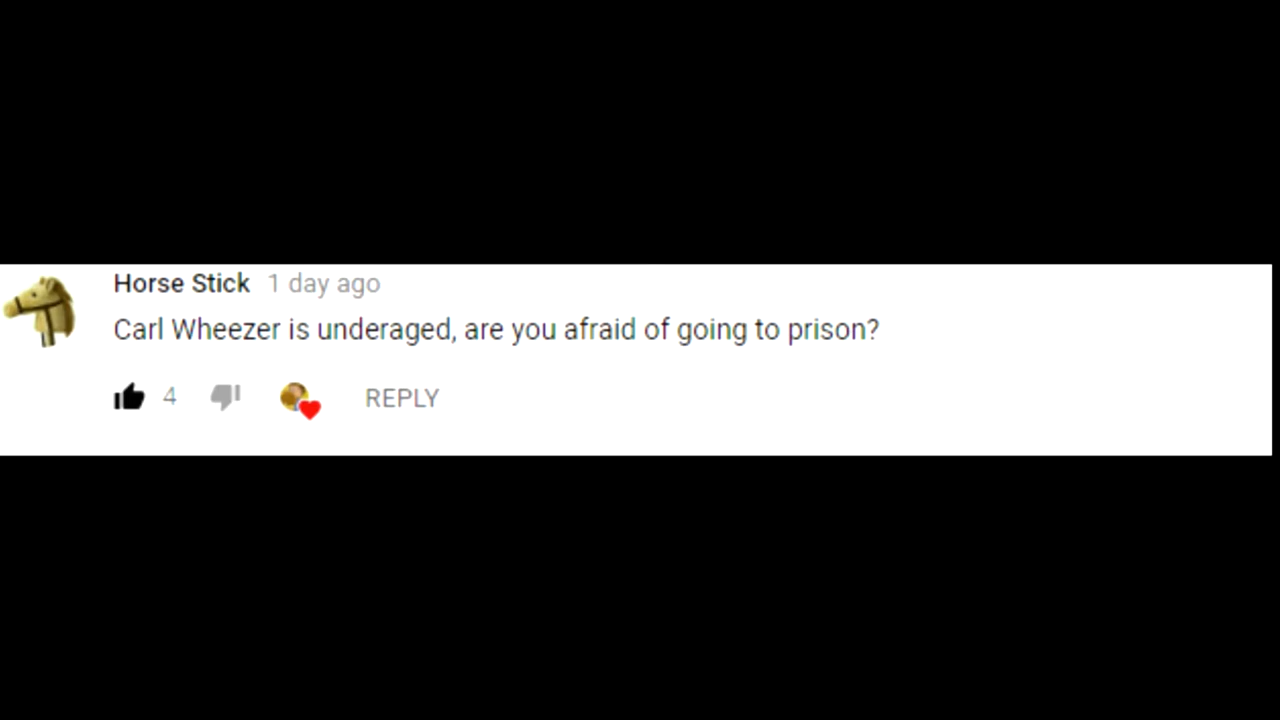 Horse Stick 1 day ago
Carl Wheezer is underaged, are you afraid of going to prison?
4 REPLY